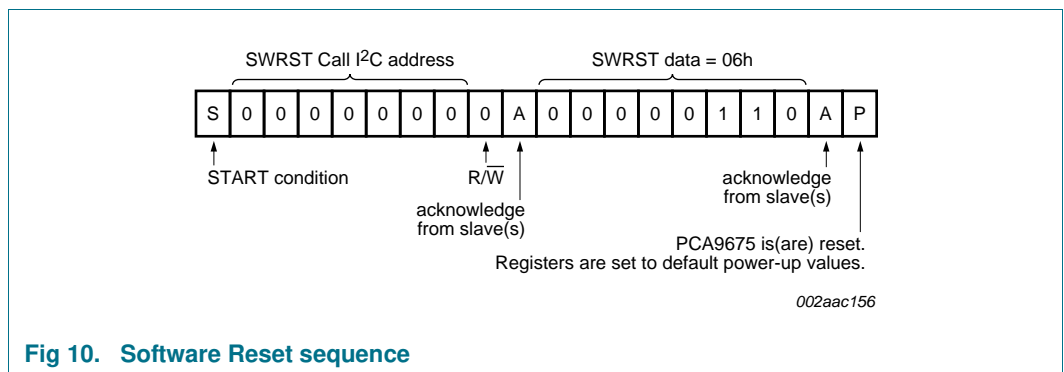 SWRST Call I2C address SWRST data = 06h
S 0 0 0 0 0 0 0 0 A 0 0 0 0 0 1 1 0 A P
START condition R/W acknowledge
acknowledge from slave(s)
from slave(s)
PCA9675 is(are) reset.
Registers are set to default power-up values.
002aac156
Fig 10. Software Reset sequence